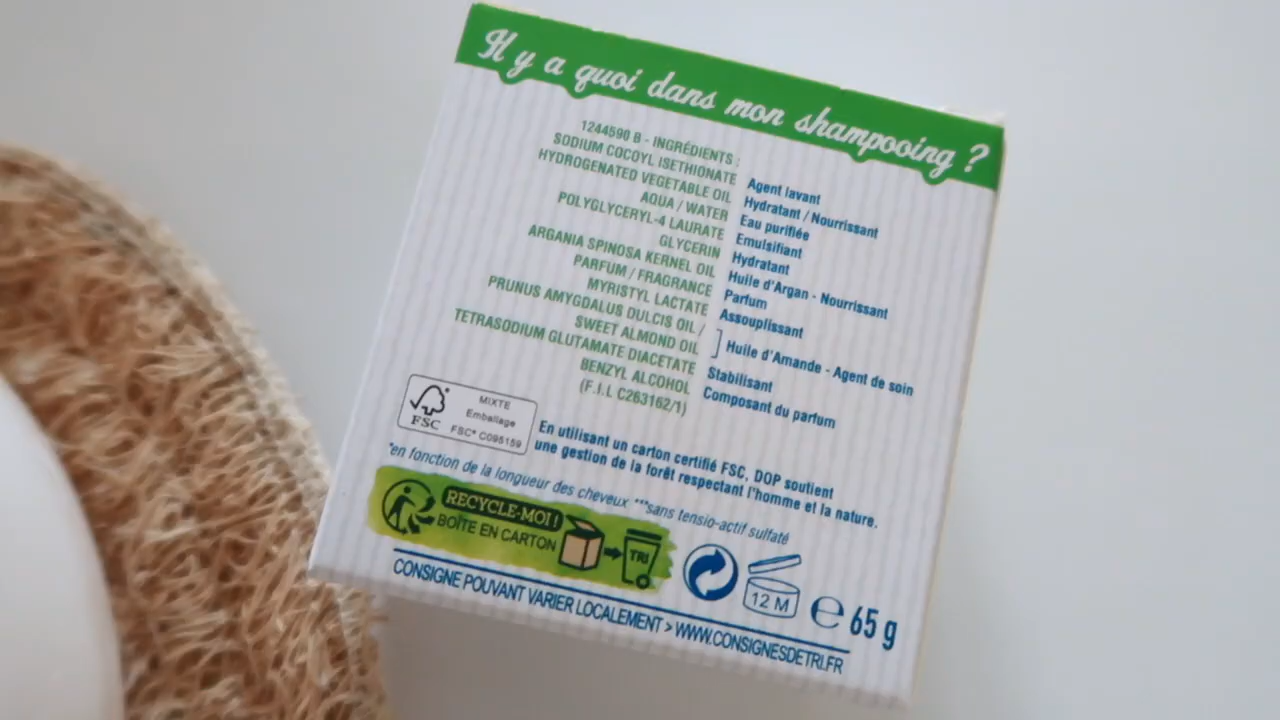 Il y a quoi dans mon shampooing ?
1244590 B - INGRÉDIENTS :
SODIUM COCOYL ISETHIONATE Agent lavant
HYDROGENATED VEGETABLE OIL Hydratant / Nourrissant
AQUA / WATER Eau purifiée
POLYGLYCERYL-4 LAURATE Emulsifiant
GLYCERIN Hydratant
ARGANIA SPINOSA KERNEL OIL Huile d'Argan - Nourrissant
PARFUM / FRAGRANCE Parfum
MYRISTYL LACTATE Assouplissant
PRUNUS AMYGDALUS DULCIS OIL /
SWEET ALMOND OIL ] Huile d'Amande - Agent de soin
TETRASODIUM GLUTAMATE DIACETATE Stabilisant
BENZYL ALCOHOL Composant du parfum
(F.I.L C263162/1)
FSC
MIXTE
Emballage
FSC® C095159
En utilisant un carton certifié FSC, DOP soutient
une gestion de la forêt respectant l'homme et la nature.
*en fonction de la longueur des cheveux ***sans tensio-actif sulfaté
RECYCLE-MOI !
BOÎTE EN CARTON
TRI
12 M
℮ 65 g
CONSIGNE POUVANT VARIER LOCALEMENT > WWW.CONSIGNESDETRI.FR